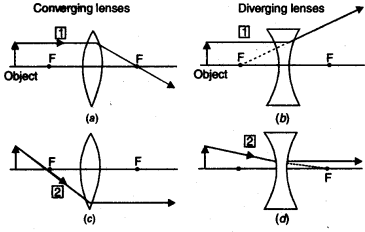 Converging lenses Diverging lenses
1 1
F F F F
Object Object
(a) (b)
2 2
F F F
(c) (d)